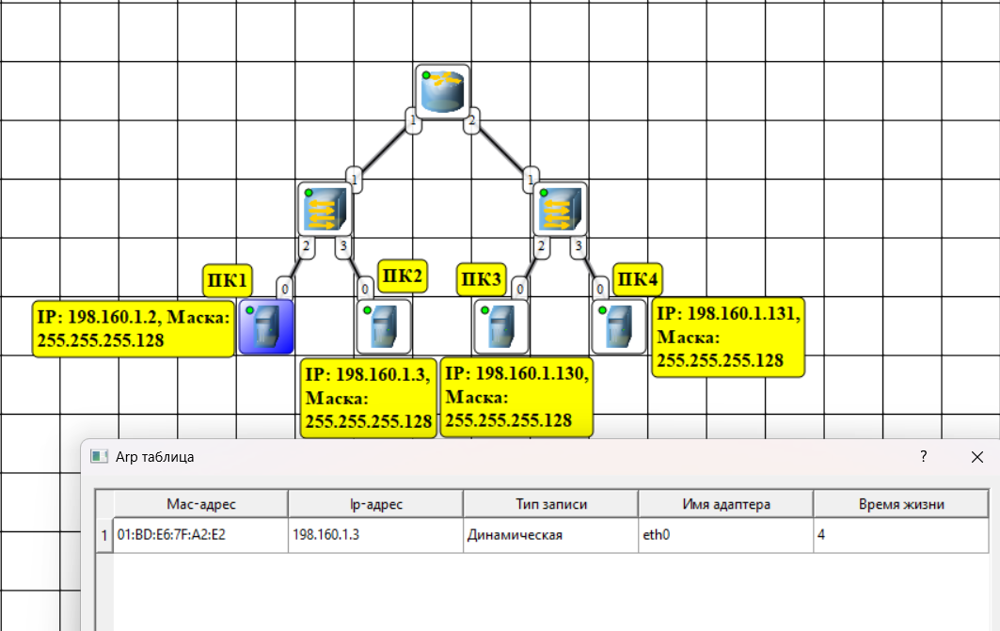 1
2
1
1
2
3
2
3
ПК1
ПК2
ПК3
ПК4
0
0
0
0
IP: 198.160.1.2, Маска:
255.255.255.128
IP: 198.160.1.3,
Маска:
255.255.255.128
IP: 198.160.1.130,
Маска:
255.255.255.128
IP: 198.160.1.131,
Маска:
255.255.255.128
Arp таблица
?
Mac-адрес Ip-адрес Тип записи Имя адаптера Время жизни
1 01:BD:E6:7F:A2:E2 198.160.1.3 Динамическая eth0 4